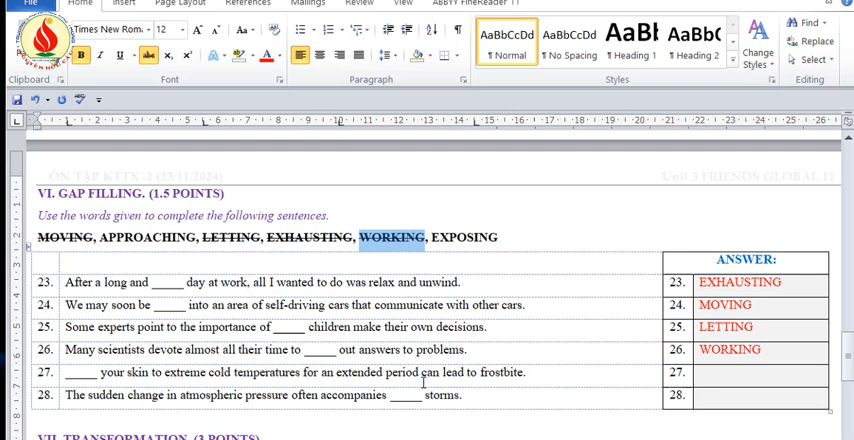 File Home Insert Page Layout References Mailings Review View ABBYY FineReader 11
Times New Rom 12 Aa
B I U abc x₂ x² A
Clipboard Font Paragraph Styles Editing
AaBbCcDd AaBbCcDd AaBb( AaBbC
¶ Normal ¶ No Spacing ¶ Heading 1 ¶ Heading 2
Change Styles
Find
Replace
Select
ÔN TẬP KTTX -2 (23/11/2024) Unit 3 FRIENDS GLOBAL 11
VI. GAP FILLING. (1.5 POINTS)
Use the words given to complete the following sentences.
MOVING, APPROACHING, LETTING, EXHAUSTING, WORKING, EXPOSING
ANSWER:
23. After a long and _____ day at work, all I wanted to do was relax and unwind. 23. EXHAUSTING
24. We may soon be _____ into an area of self-driving cars that communicate with other cars. 24. MOVING
25. Some experts point to the importance of _____ children make their own decisions. 25. LETTING
26. Many scientists devote almost all their time to _____ out answers to problems. 26. WORKING
27. _____ your skin to extreme cold temperatures for an extended period can lead to frostbite. 27.
28. The sudden change in atmospheric pressure often accompanies _____ storms. 28.
VII. TRANSFORMATION. (3 POINTS)